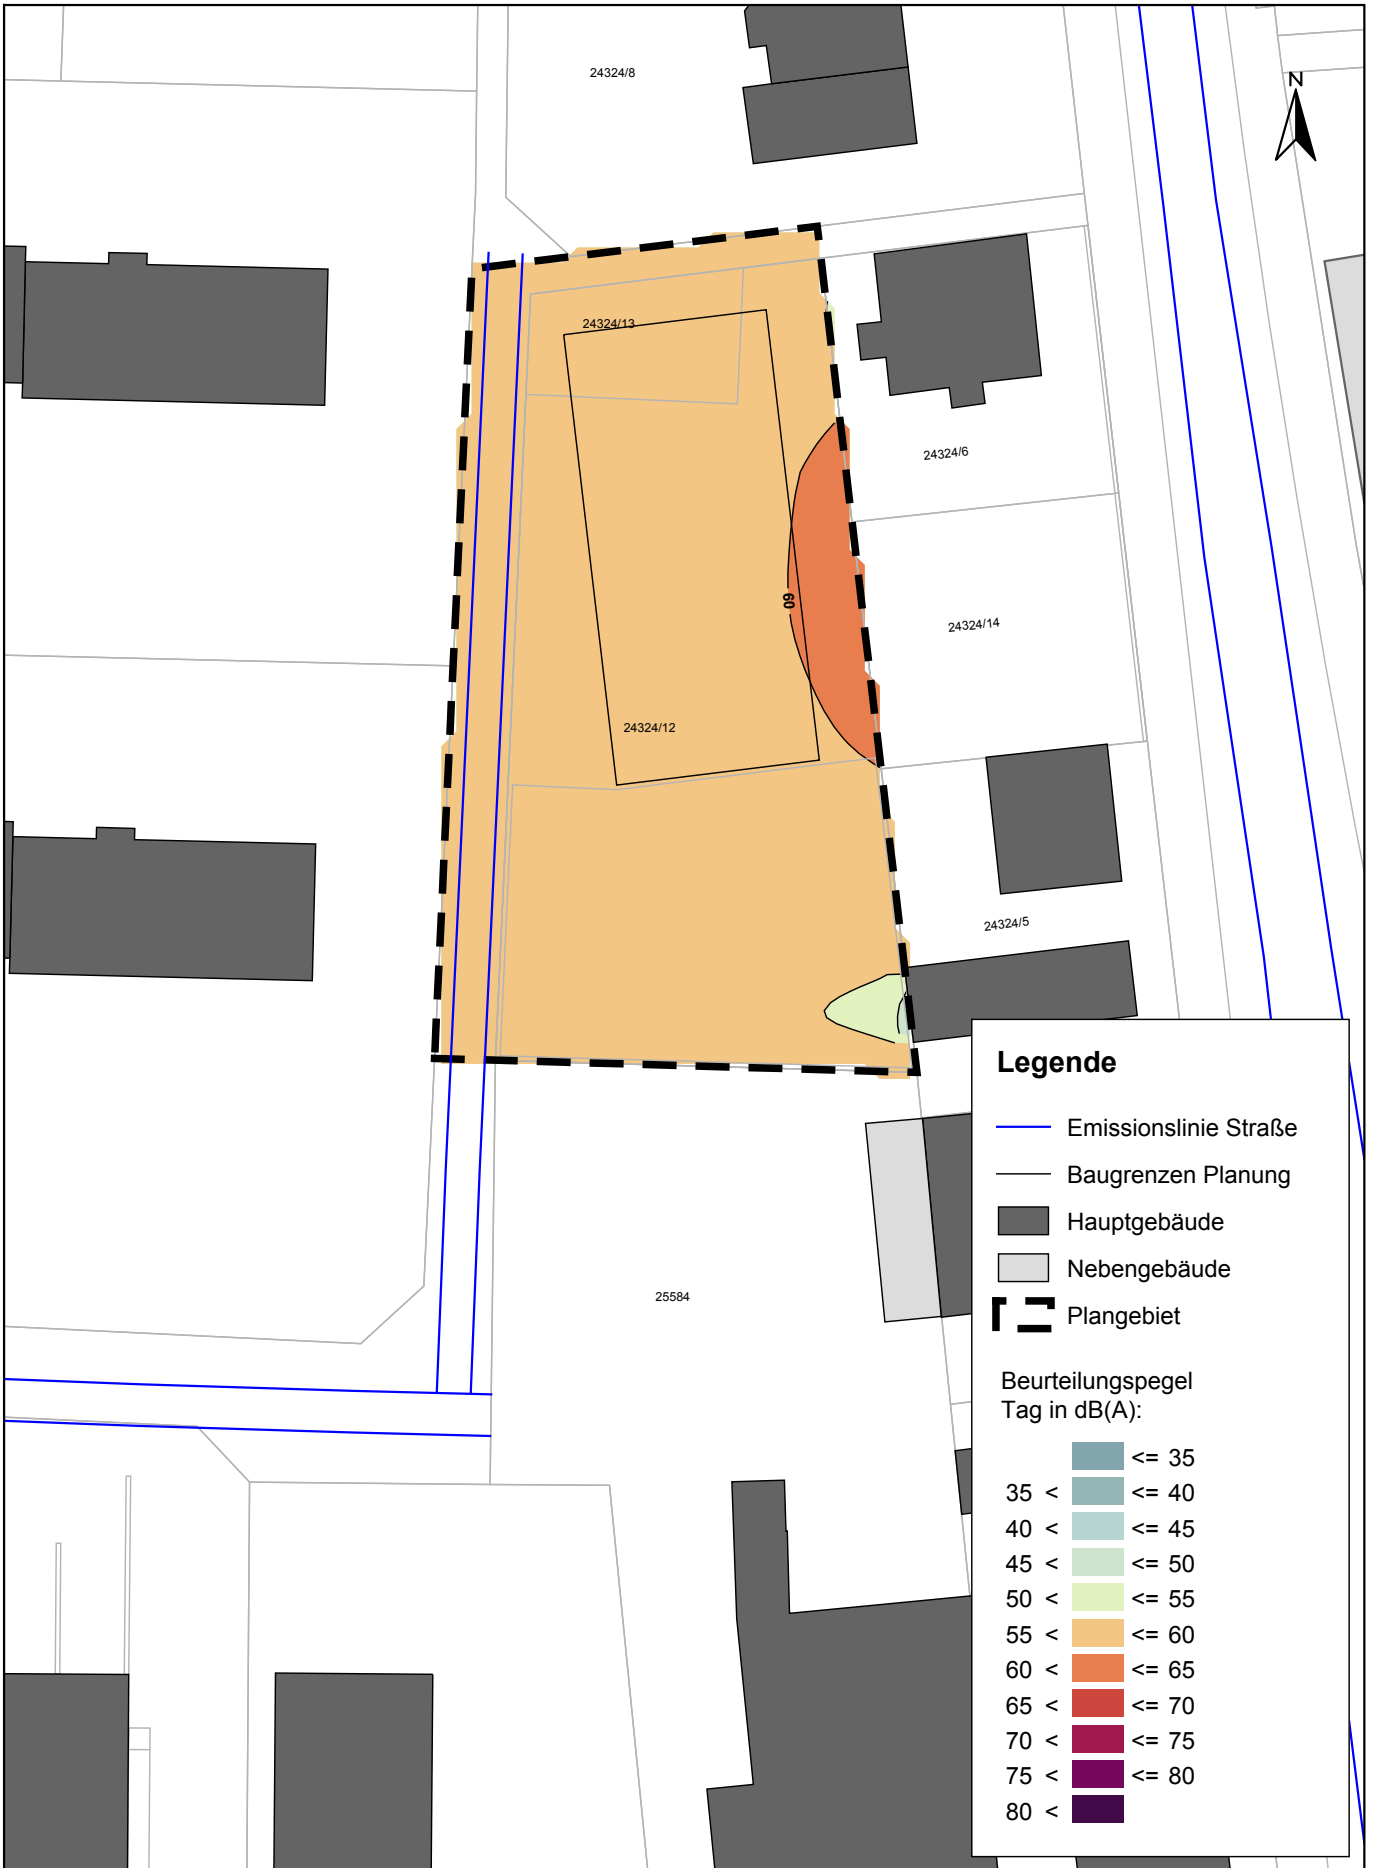 24324/8
N
24324/13
24324/6
60
24324/14
24324/12
24324/5
25584
Legende
Emissionslinie Straße
Baugrenzen Planung
Hauptgebäude
Nebengebäude
Plangebiet
Beurteilungspegel
Tag in dB(A):
<= 35
35 < <= 40
40 < <= 45
45 < <= 50
50 < <= 55
55 < <= 60
60 < <= 65
65 < <= 70
70 < <= 75
75 < <= 80
80 <